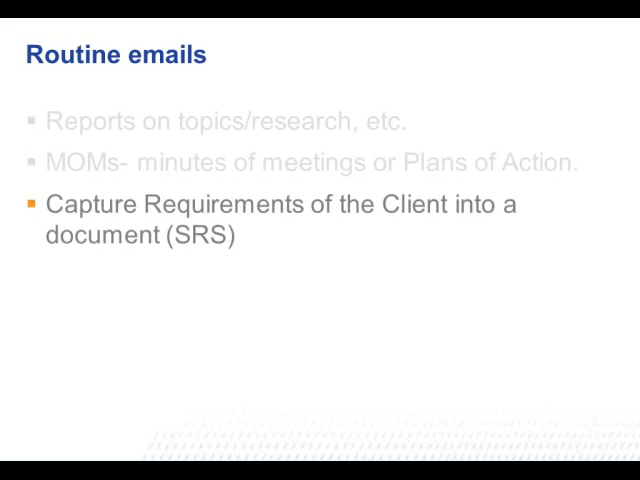 Routine emails
▪ Reports on topics/research, etc.
▪ MOMs- minutes of meetings or Plans of Action.
▪ Capture Requirements of the Client into a
document (SRS)